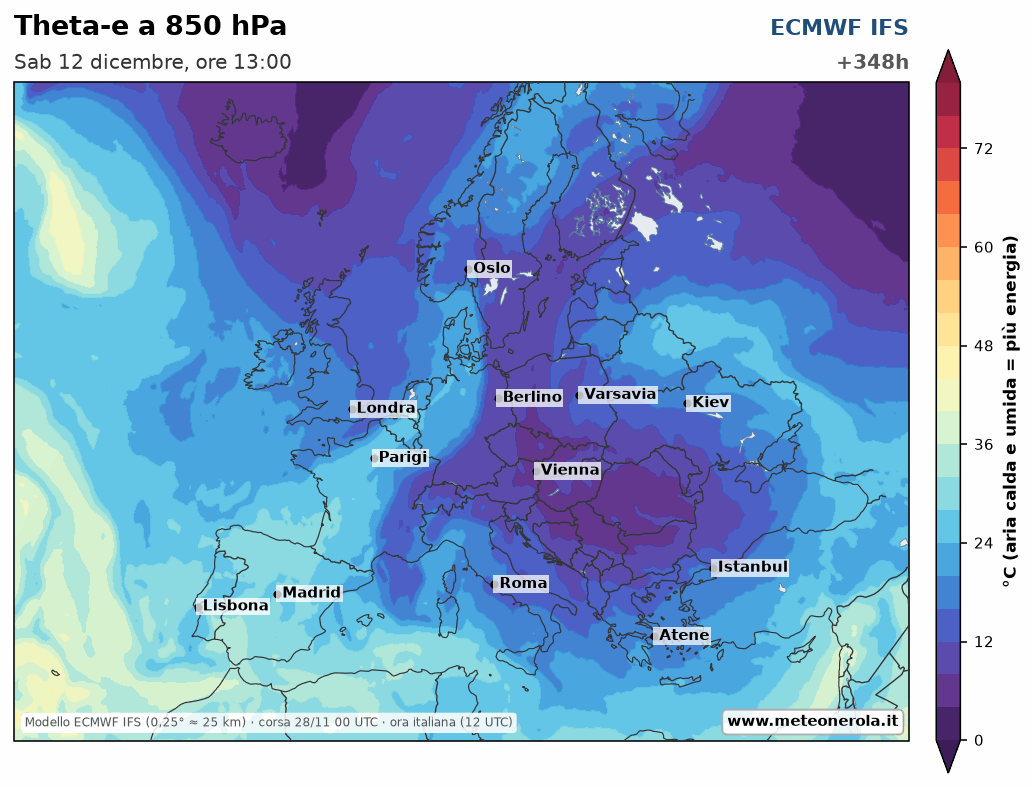 Theta-e a 850 hPa
ECMWF IFS
Sab 12 dicembre, ore 13:00
+348h
Oslo
Berlino
Varsavia
Kiev
Londra
Parigi
Vienna
Istanbul
Roma
Madrid
Lisbona
Atene
72
60
48
36
24
12
0
°C (aria calda e umida = più energia)
Modello ECMWF IFS (0,25° ≈ 25 km) · corsa 28/11 00 UTC · ora italiana (12 UTC)
www.meteonerola.it